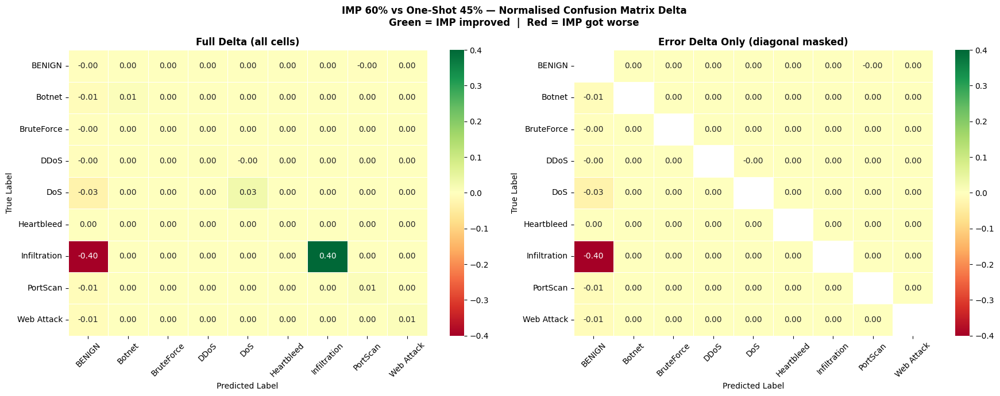 IMP 60% vs One-Shot 45% — Normalised Confusion Matrix Delta
Green = IMP improved | Red = IMP got worse
Full Delta (all cells)
True Label
BENIGN -0.00 0.00 0.00 0.00 0.00 0.00 0.00 -0.00 0.00
Botnet -0.01 0.01 0.00 0.00 0.00 0.00 0.00 0.00 0.00
BruteForce -0.00 0.00 0.00 0.00 0.00 0.00 0.00 0.00 0.00
DDoS -0.00 0.00 0.00 0.00 -0.00 0.00 0.00 0.00 0.00
DoS -0.03 0.00 0.00 0.00 0.03 0.00 0.00 0.00 0.00
Heartbleed 0.00 0.00 0.00 0.00 0.00 0.00 0.00 0.00 0.00
Infiltration -0.40 0.00 0.00 0.00 0.00 0.00 0.40 0.00 0.00
PortScan -0.01 0.00 0.00 0.00 0.00 0.00 0.00 0.01 0.00
Web Attack -0.01 0.00 0.00 0.00 0.00 0.00 0.00 0.00 0.01
BENIGN Botnet BruteForce DDoS DoS Heartbleed Infiltration PortScan Web Attack
Predicted Label
0.4
0.3
0.2
0.1
0.0
−0.1
−0.2
−0.3
−0.4
Error Delta Only (diagonal masked)
True Label
BENIGN 0.00 0.00 0.00 0.00 0.00 0.00 -0.00 0.00
Botnet -0.01 0.00 0.00 0.00 0.00 0.00 0.00 0.00
BruteForce -0.00 0.00 0.00 0.00 0.00 0.00 0.00 0.00
DDoS -0.00 0.00 0.00 -0.00 0.00 0.00 0.00 0.00
DoS -0.03 0.00 0.00 0.00 0.00 0.00 0.00 0.00
Heartbleed 0.00 0.00 0.00 0.00 0.00 0.00 0.00 0.00
Infiltration -0.40 0.00 0.00 0.00 0.00 0.00 0.00 0.00
PortScan -0.01 0.00 0.00 0.00 0.00 0.00 0.00 0.00
Web Attack -0.01 0.00 0.00 0.00 0.00 0.00 0.00 0.00
BENIGN Botnet BruteForce DDoS DoS Heartbleed Infiltration PortScan Web Attack
Predicted Label
0.4
0.3
0.2
0.1
0.0
−0.1
−0.2
−0.3
−0.4